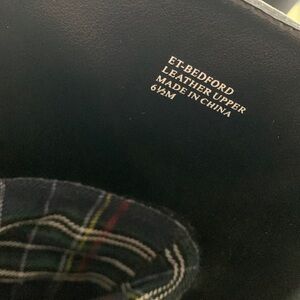 ET-BEDFORD
LEATHER UPPER
MADE IN CHINA
6½M